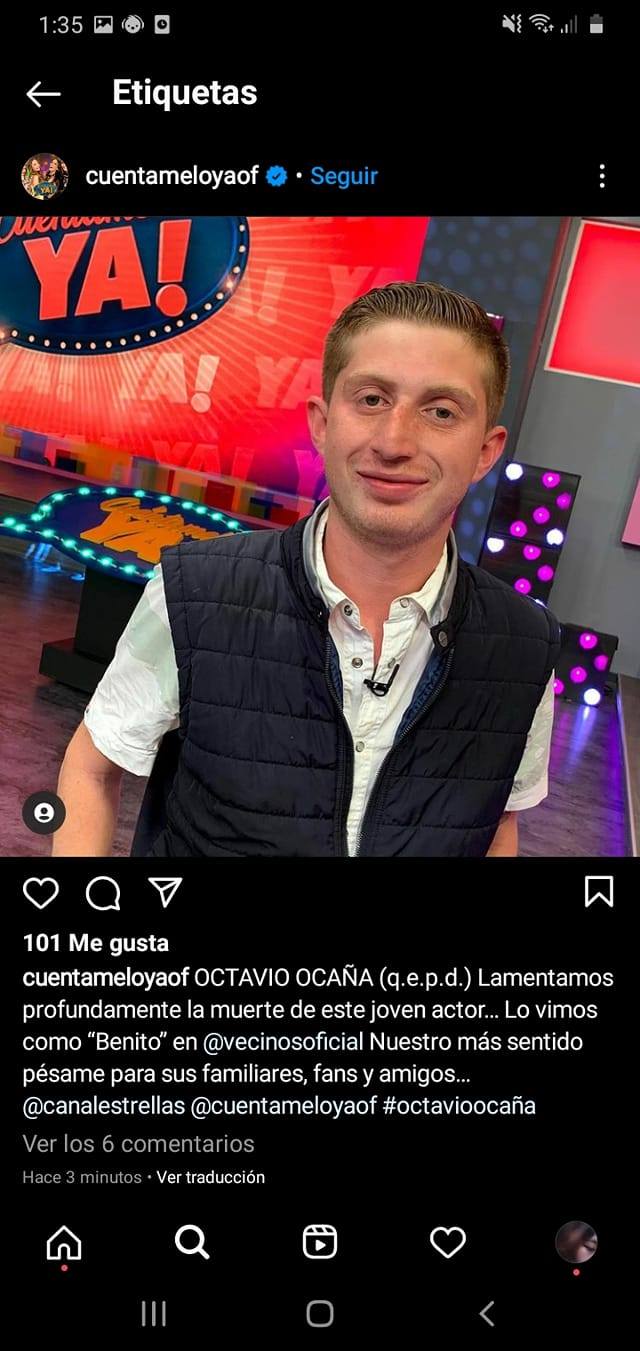 1:35
Etiquetas
cuentameloyaof • Seguir
YA!
YA!
YA!
cuentameloyaof OCTAVIO OCAÑA (q.e.p.d.) Lamentamos
profundamente la muerte de este joven actor... Lo vimos
como “Benito” en @vecinosoficial Nuestro más sentido
pésame para sus familiares, fans y amigos...
@canalestrellas @cuentameloyaof #octavioocaña
101 Me gusta
Ver los 6 comentarios
Hace 3 minutos • Ver traducción